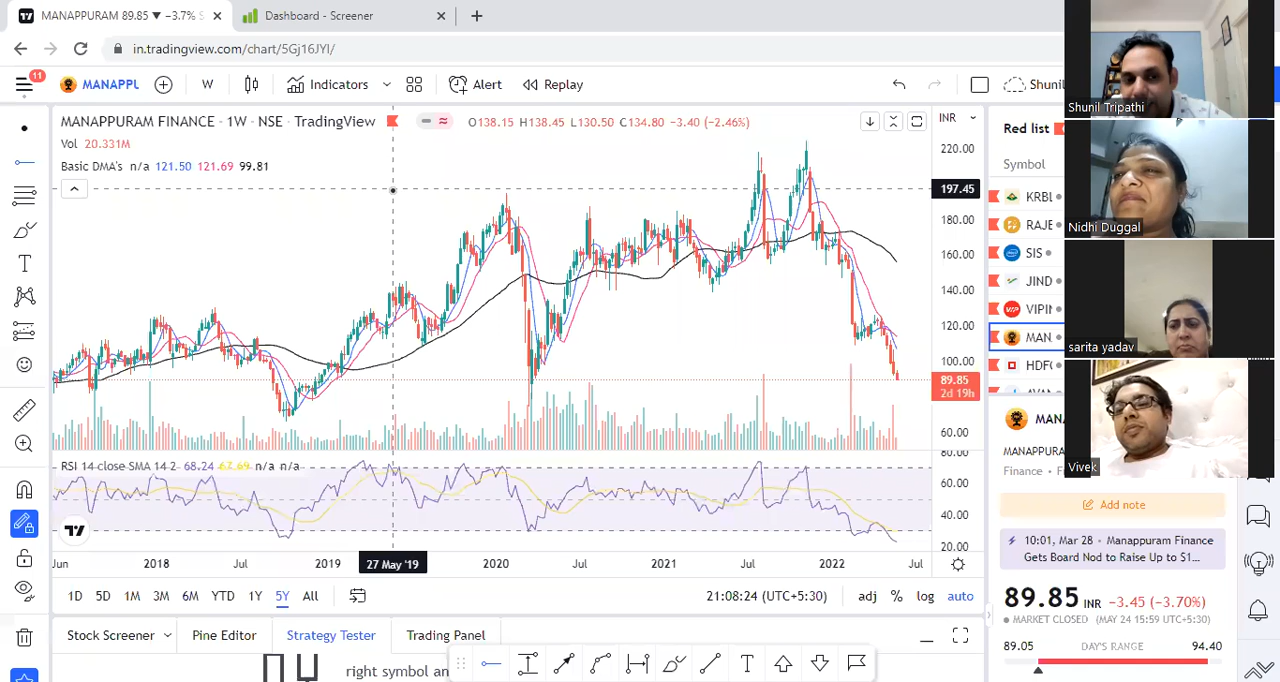 MANAPPURAM 89.85 ▼ −3.7% S
Dashboard - Screener
in.tradingview.com/chart/5Gj16JYI/
11
MANAPPL
W
Indicators
Alert
Replay
Shunil
MANAPPURAM FINANCE · 1W · NSE · TradingView
O138.15 H138.45 L130.50 C134.80 −3.40 (−2.46%)
INR
Vol 20.331M
Basic DMA's n/a 121.50 121.69 99.81
220.00
197.45
180.00
160.00
140.00
120.00
100.00
89.85
2d 19h
60.00
RSI 14 close SMA 14 2 68.24 67.69 n/a n/a
80.00
60.00
40.00
20.00
Jun
2018
Jul
2019
27 May '19
2020
Jul
2021
Jul
2022
Jul
1D 5D 1M 3M 6M YTD 1Y 5Y All
21:08:24 (UTC+5:30)
adj % log auto
Stock Screener
Pine Editor
Strategy Tester
Trading Panel
right symbol an
Red list
Symbol
KRBL
RAJE
SIS
JIND
VIPIN
MAN
HDFC
MANA
MANAPPURA
Finance · F
Add note
10:01, Mar 28 · Manappuram Finance
Gets Board Nod to Raise Up to $1...
89.85 INR −3.45 (−3.70%)
MARKET CLOSED (MAY 24 15:59 UTC+5:30)
89.05 DAY'S RANGE 94.40
Shunil Tripathi
Nidhi Duggal
sarita yadav
Vivek